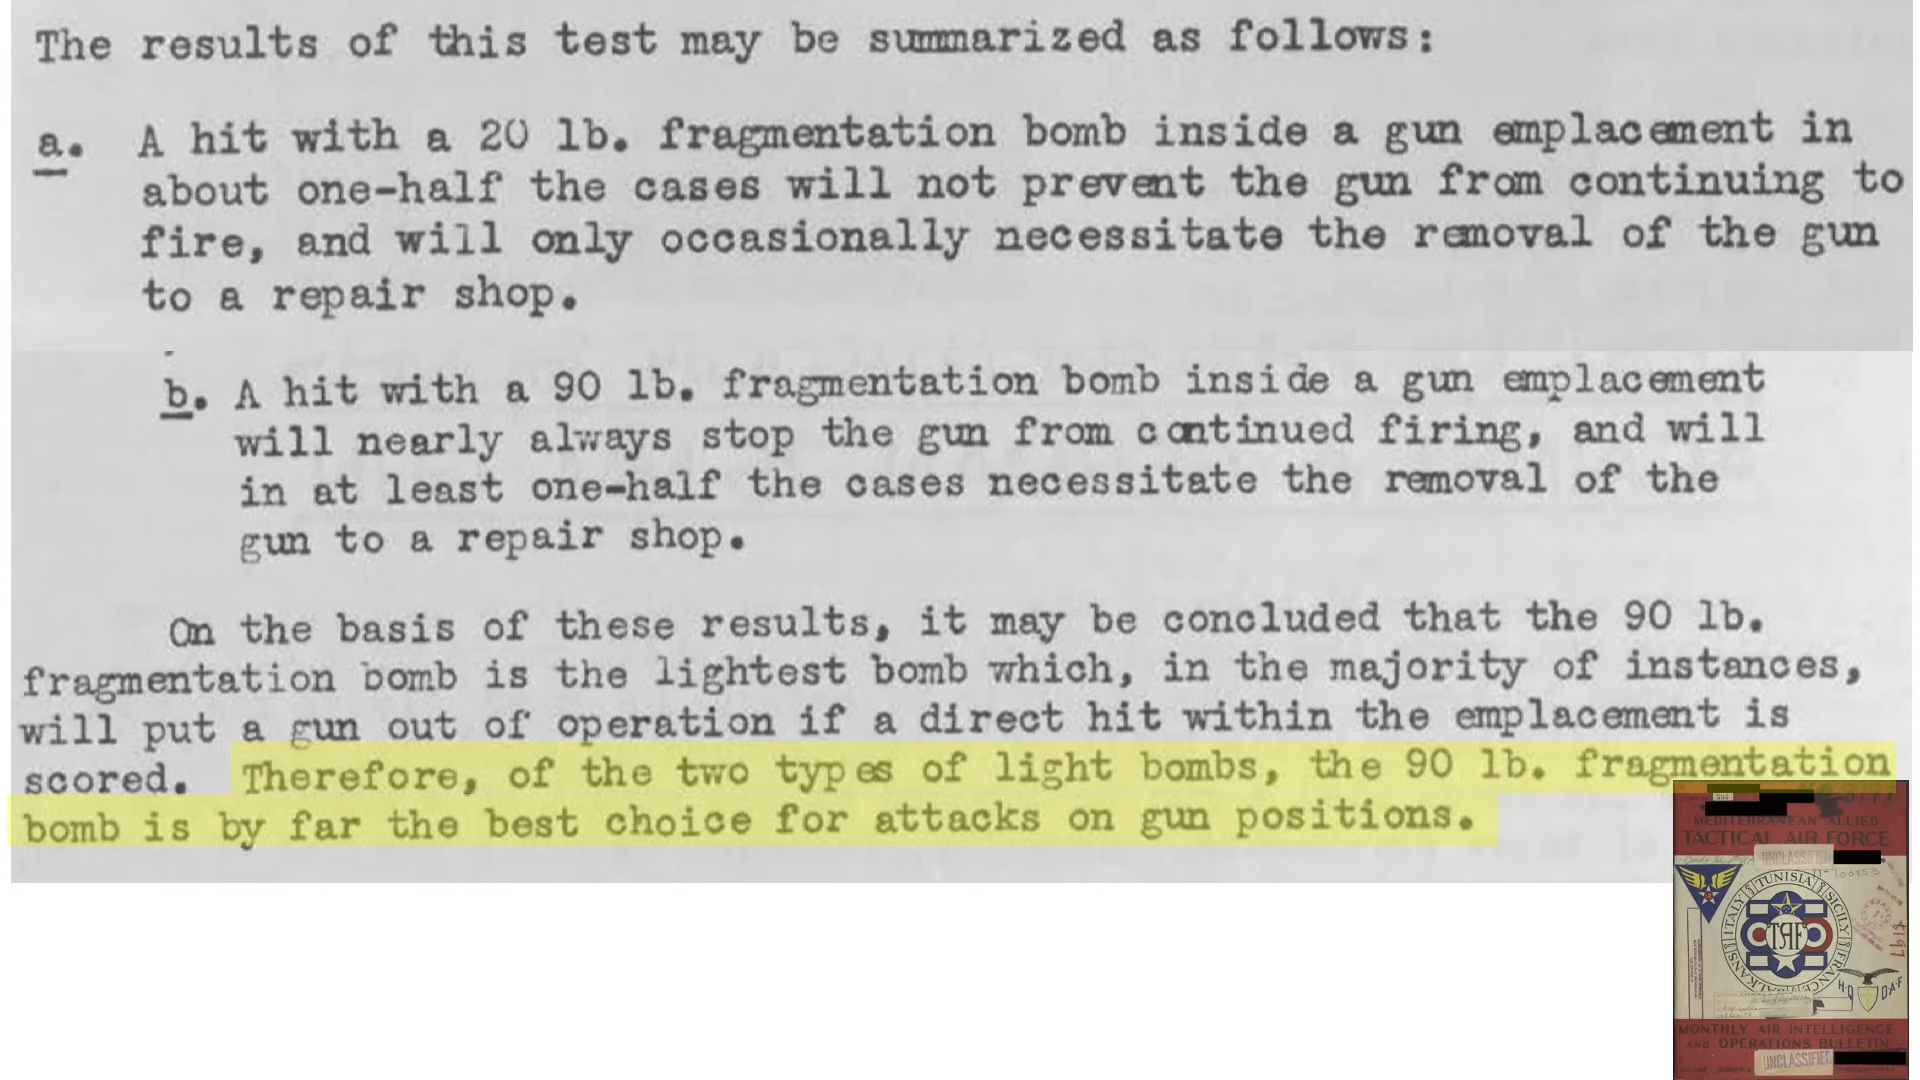 The results of this test may be summarized as follows:
a. A hit with a 20 lb. fragmentation bomb inside a gun emplacement in
about one-half the cases will not prevent the gun from continuing to
fire, and will only occasionally necessitate the removal of the gun
to a repair shop.
b. A hit with a 90 lb. fragmentation bomb inside a gun emplacement
will nearly always stop the gun from continued firing, and will
in at least one-half the cases necessitate the removal of the
gun to a repair shop.
On the basis of these results, it may be concluded that the 90 lb.
fragmentation bomb is the lightest bomb which, in the majority of instances,
will put a gun out of operation if a direct hit within the emplacement is
scored. Therefore, of the two types of light bombs, the 90 lb. fragmentation
bomb is by far the best choice for attacks on gun positions.
MEDITERRANEAN ALLIED
TACTICAL AIR FORCE
UNCLASSIFIED
TUNISIA
SICILY
ITALY
FRANCE
BALKANS
TAF
H.Q
D.A.F
MONTHLY AIR INTELLIGENCE
AND OPERATIONS BULLETIN
UNCLASSIFIED